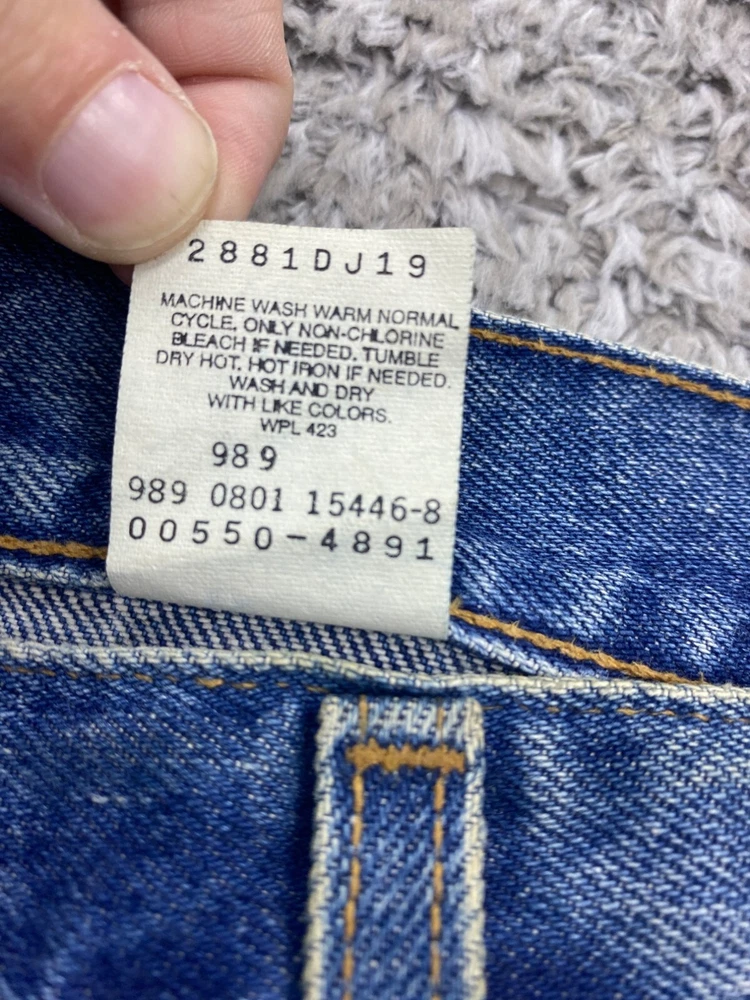 2881DJ19
MACHINE WASH WARM NORMAL
CYCLE, ONLY NON-CHLORINE
BLEACH IF NEEDED. TUMBLE
DRY HOT. HOT IRON IF NEEDED.
WASH AND DRY
WITH LIKE COLORS.
WPL 423
989
989 0801 15446-8
00550-4891